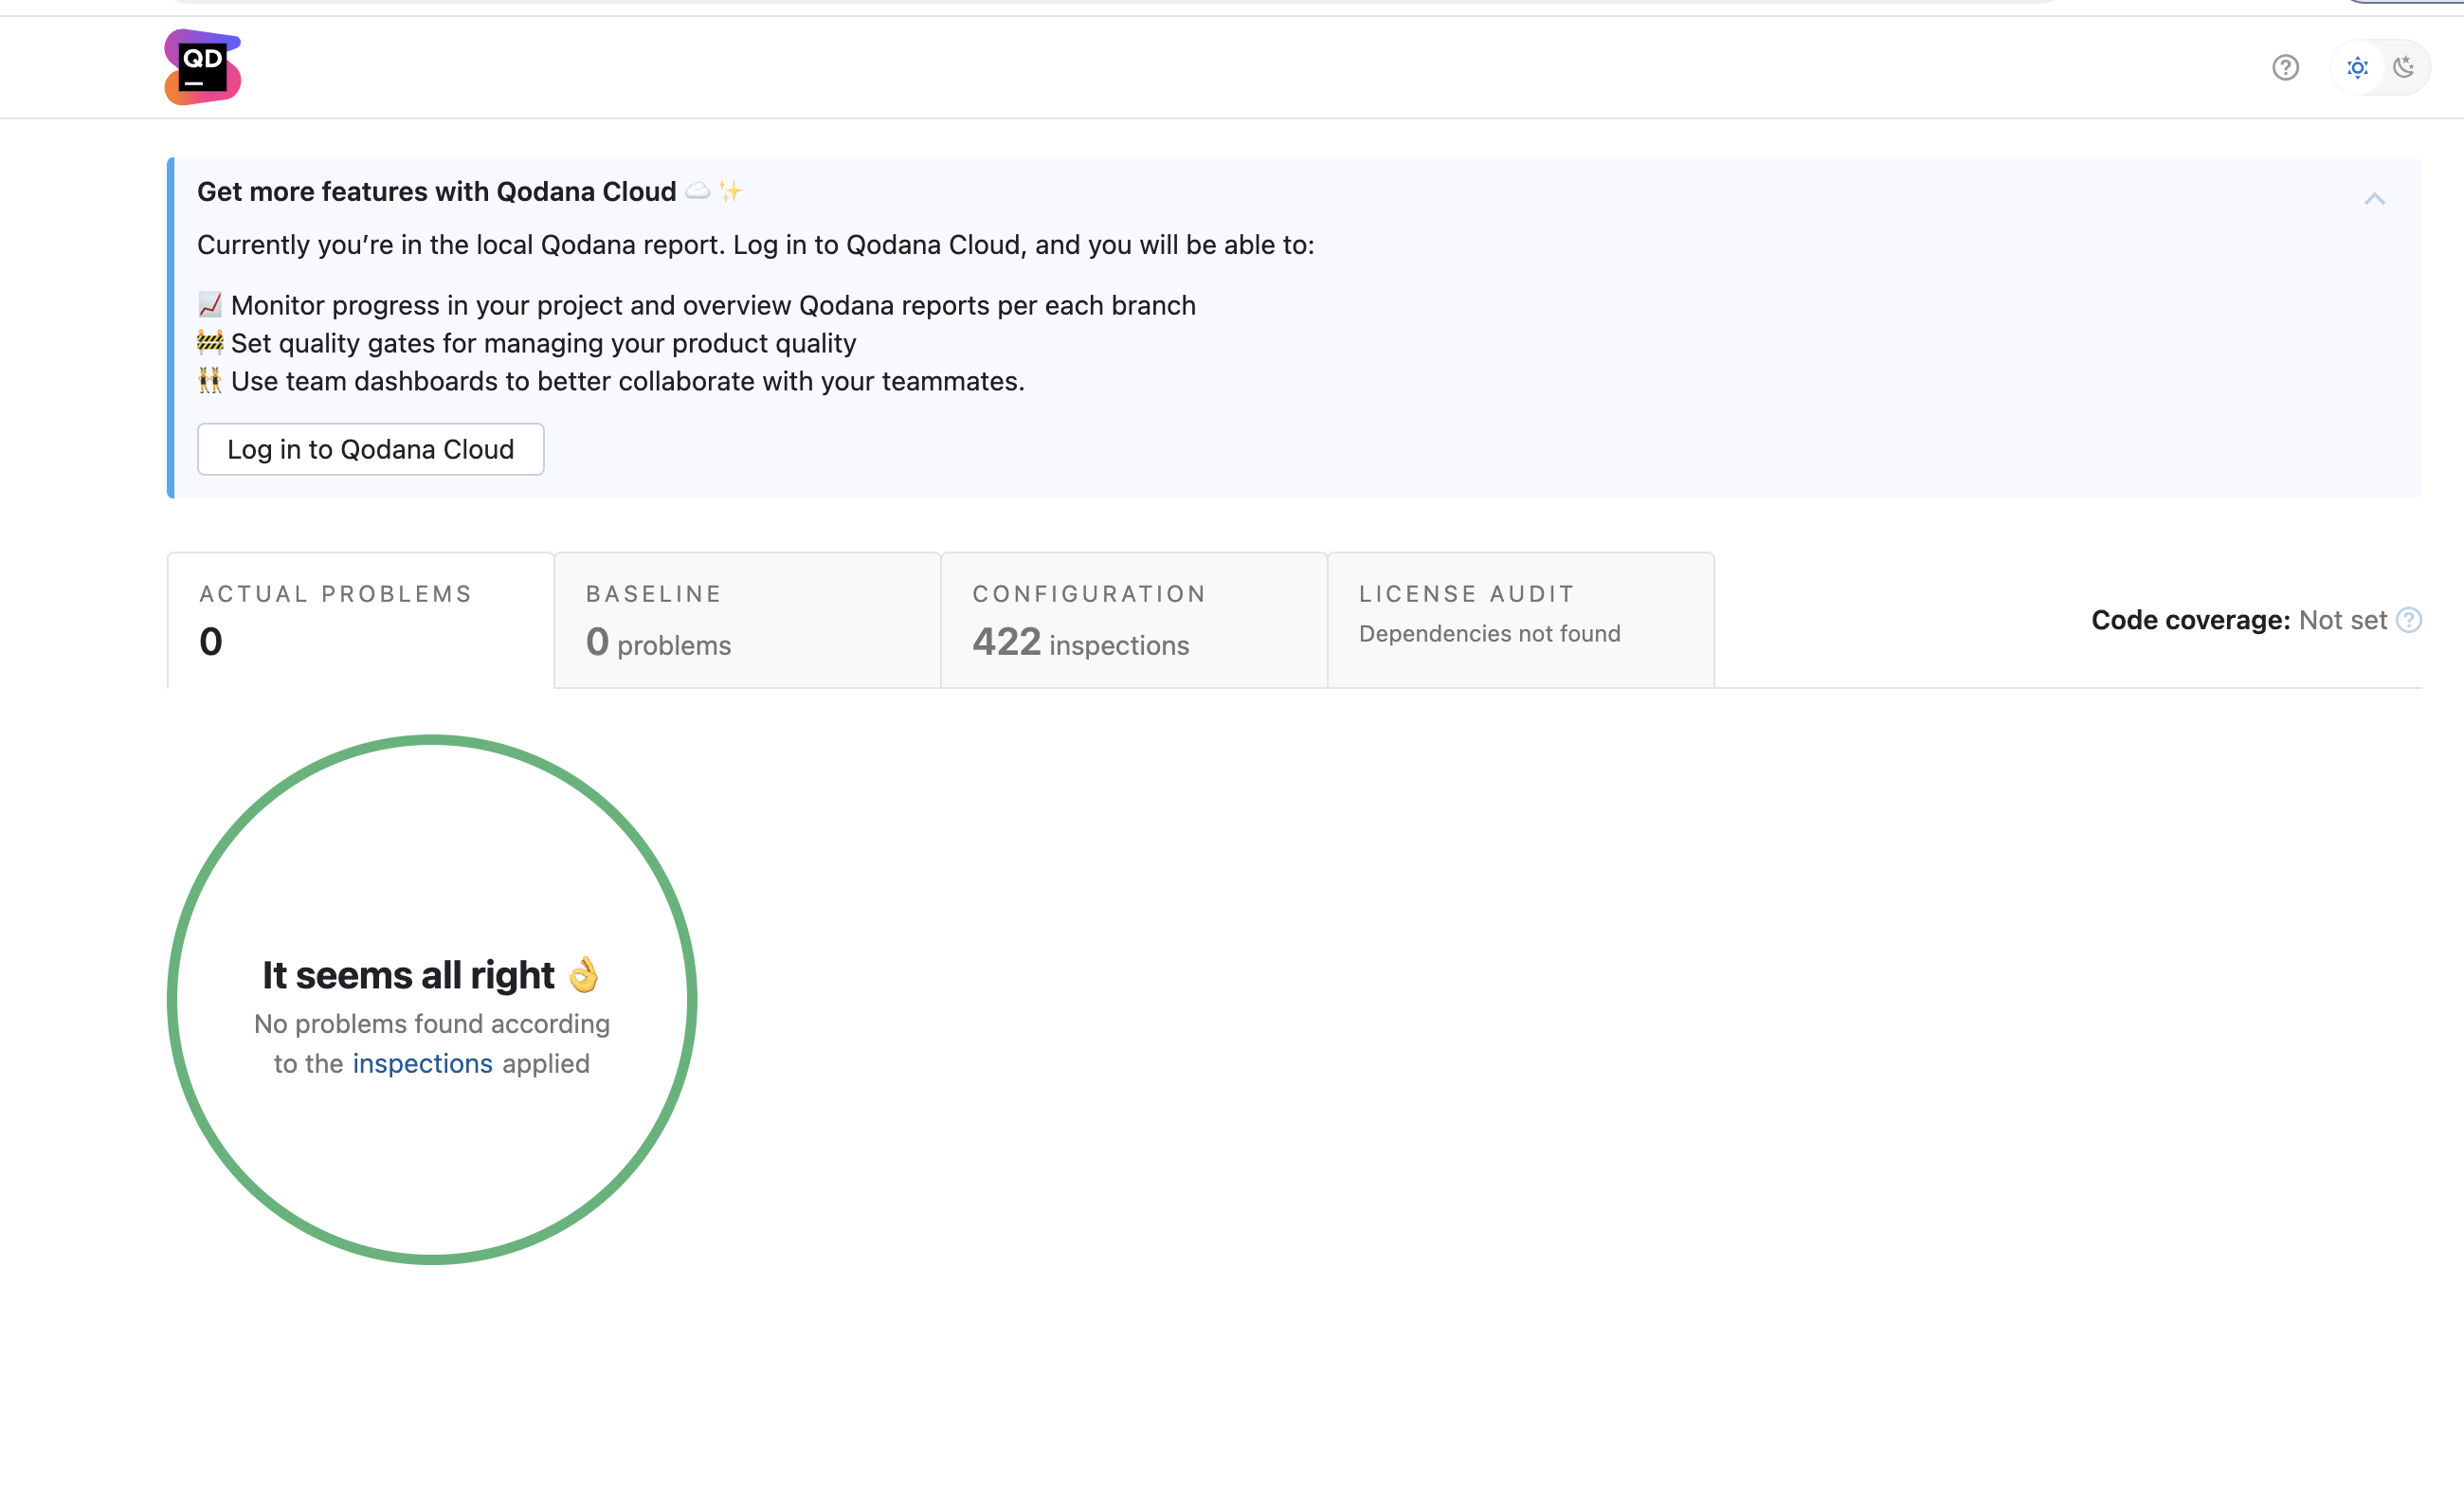 QD
Get more features with Qodana Cloud ☁️✨
Currently you’re in the local Qodana report. Log in to Qodana Cloud, and you will be able to:
📈 Monitor progress in your project and overview Qodana reports per each branch
🚧 Set quality gates for managing your product quality
👯 Use team dashboards to better collaborate with your teammates.
Log in to Qodana Cloud
ACTUAL PROBLEMS
0
BASELINE
0 problems
CONFIGURATION
422 inspections
LICENSE AUDIT
Dependencies not found
Code coverage: Not set ?
It seems all right 👌
No problems found according
to the inspections applied